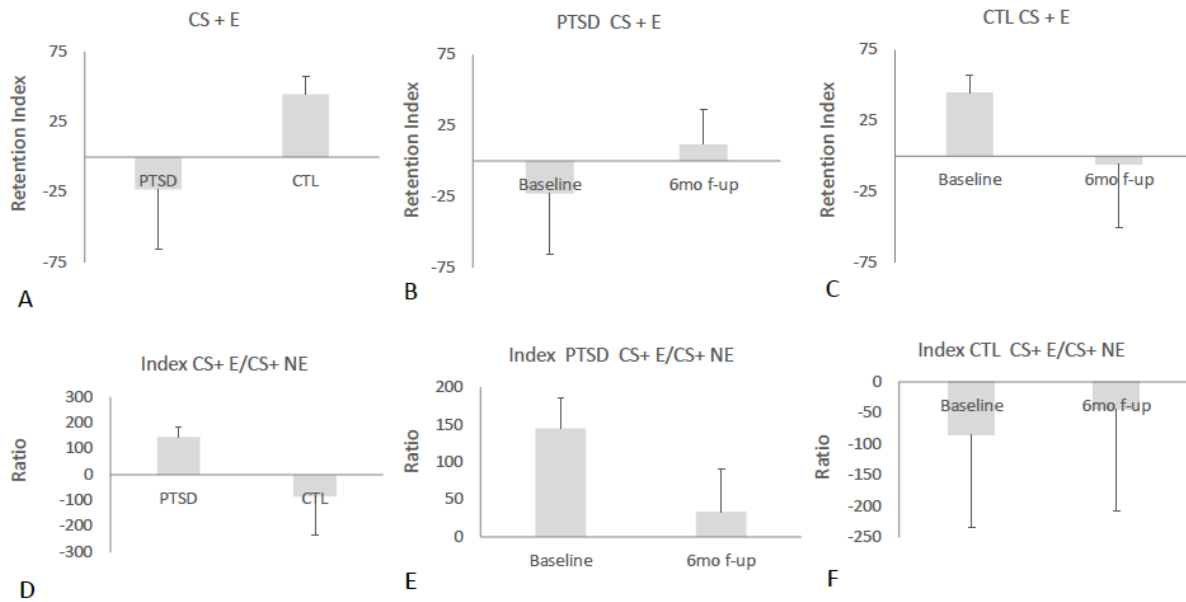 CS + E
75
25
-25
-75
Retention Index
PTSD
CTL
A
PTSD CS + E
75
25
-25
-75
Retention Index
Baseline
6mo f-up
B
CTL CS + E
75
25
-25
-75
Retention Index
Baseline
6mo f-up
C
Index CS+ E/CS+ NE
300
200
100
0
-100
-200
-300
Ratio
PTSD
CTL
D
Index PTSD CS+ E/CS+ NE
200
150
100
50
0
Ratio
Baseline
6mo f-up
E
Index CTL CS+ E/CS+ NE
0
-50
-100
-150
-200
-250
Ratio
Baseline
6mo f-up
F